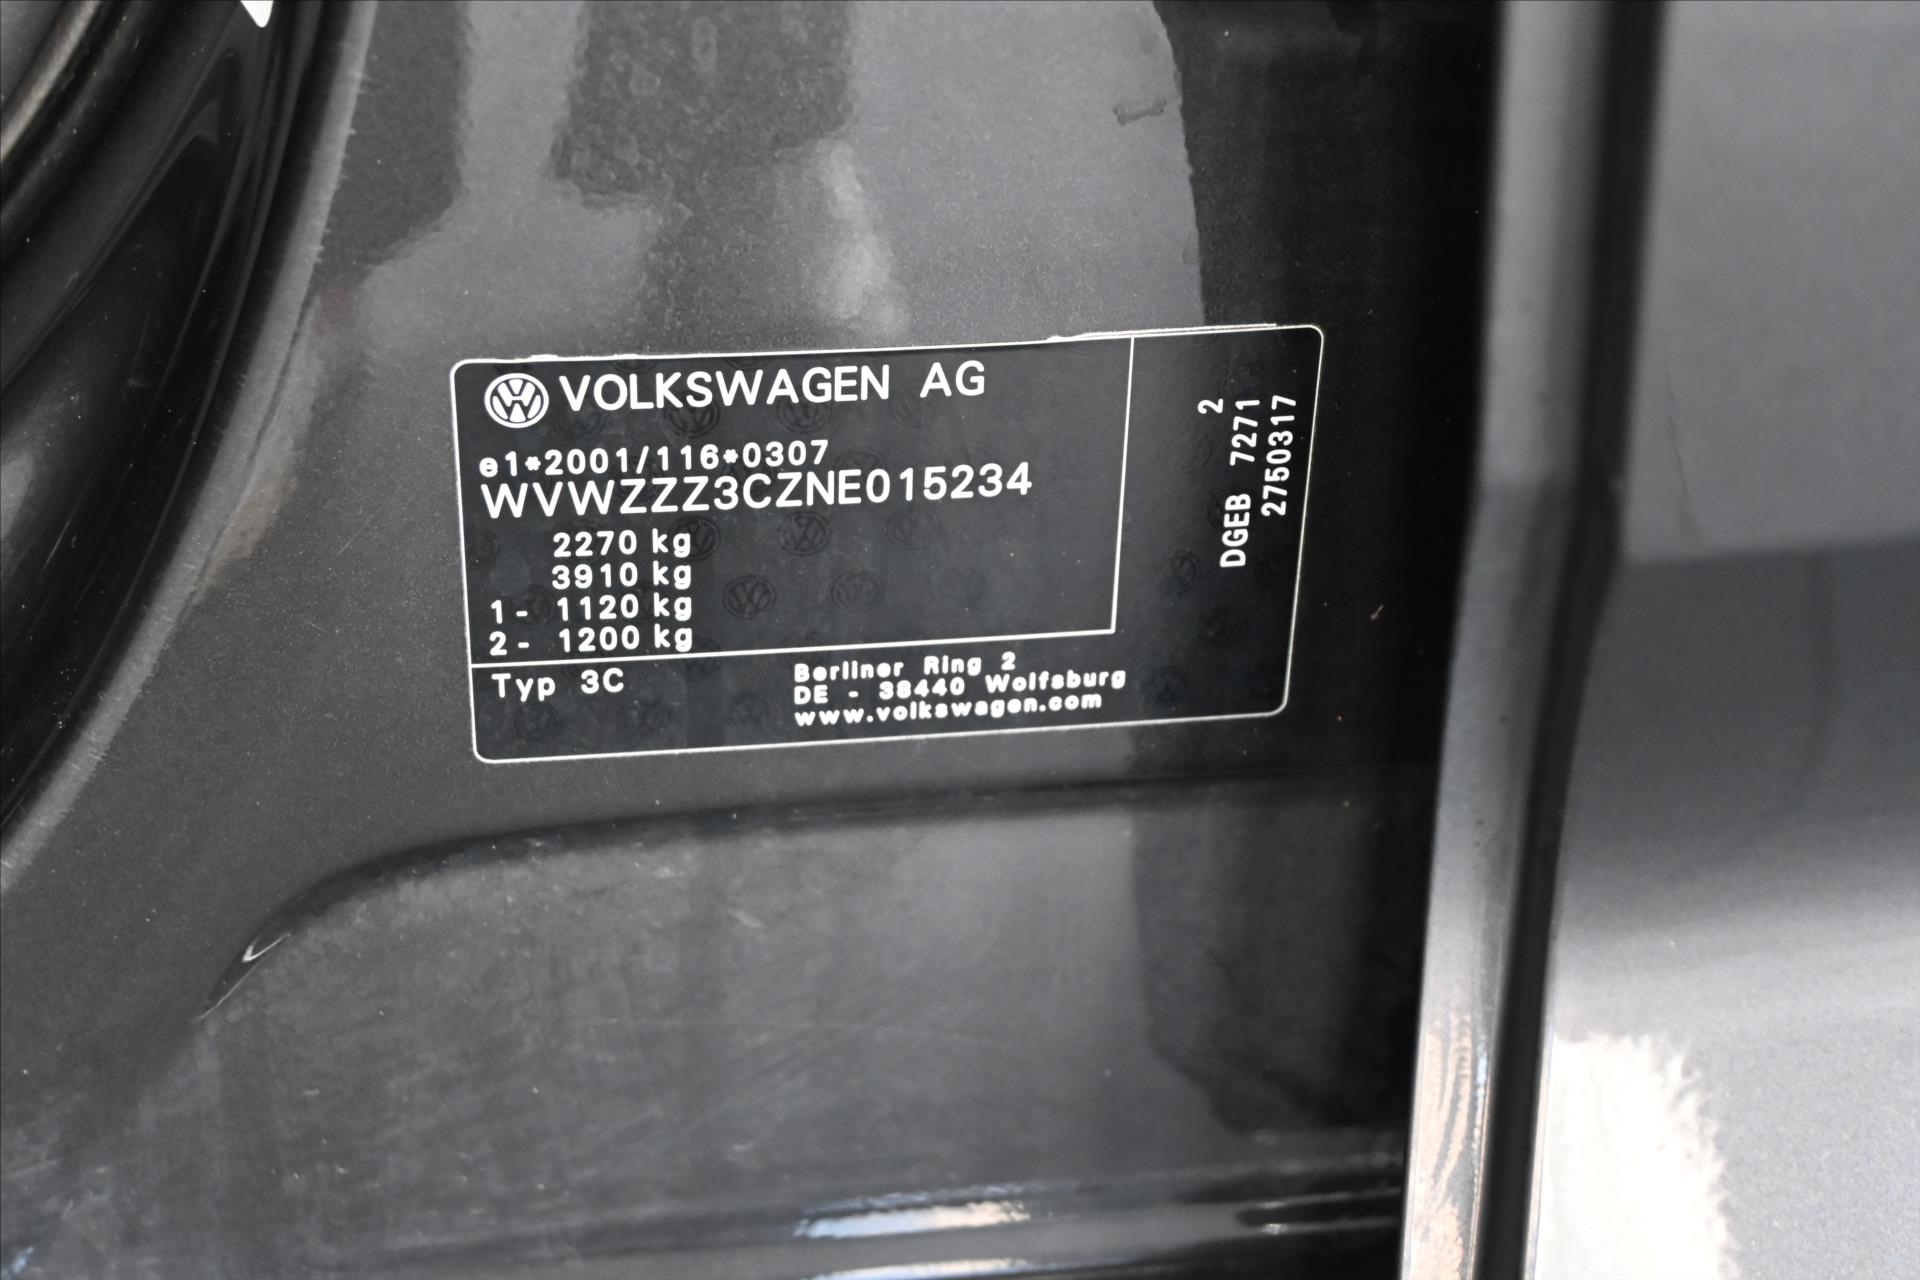 VOLKSWAGEN AG
e1*2001/116*0307
WVWZZZ3CZNE015234
2270 kg
3910 kg
1- 1120 kg
2- 1200 kg
Typ 3C
Berliner Ring 2
DE - 38440 Wolfsburg
www.volkswagen.com
2
DGEB 7271
2750317